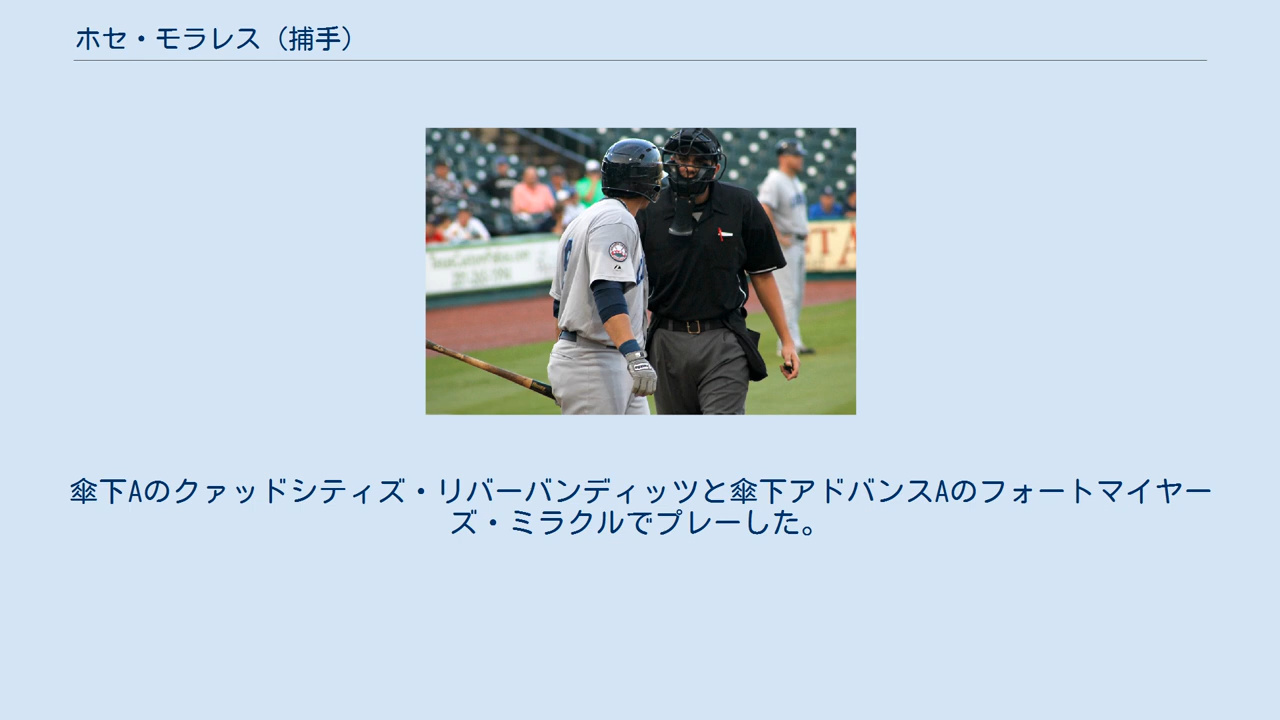 ホセ・モラレス（捕手）
傘下Aのクァッドシティズ・リバーバンディッツと傘下アドバンスAのフォートマイヤー
ズ・ミラクルでプレーした。